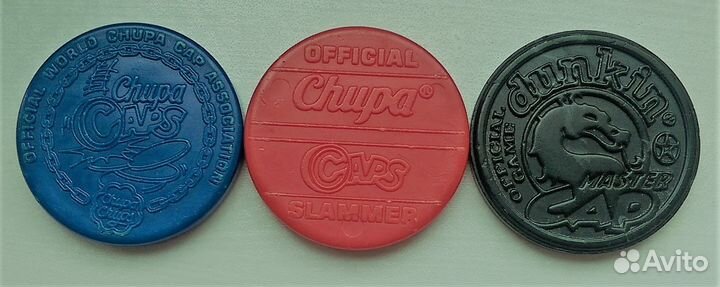 OFFICIAL WORLD CHUPA CAP ASSOCIATION
Chupa
CAPS
Chupa
Chups
OFFICIAL
Chupa®
CAPS
SLAMMER
OFFICIAL
GAME
dunkin®
MASTER
CAP
Avito